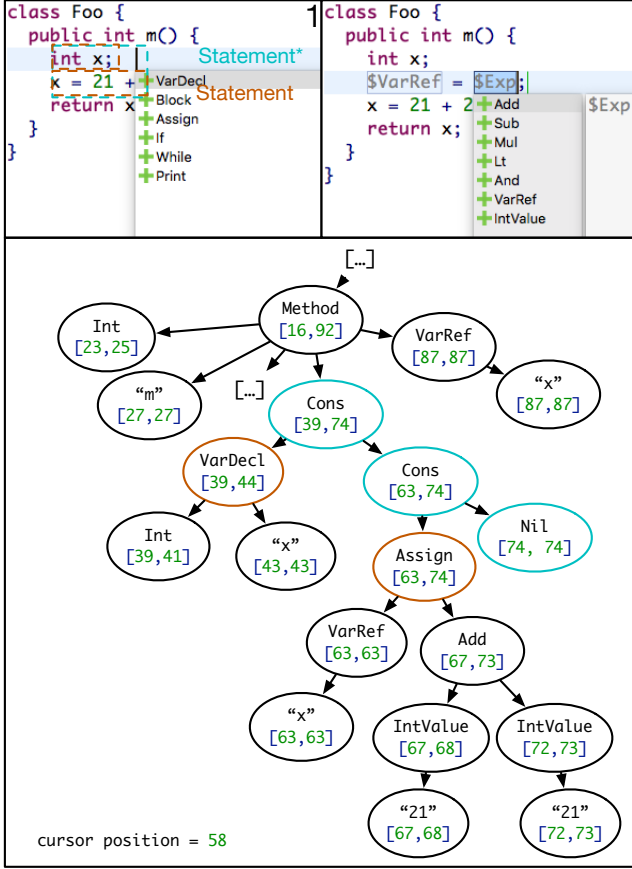 class Foo {
public int m() {
int x;
Statement*
x = 21 +
Statement
return x
}
}
VarDecl
Block
Assign
If
While
Print
1
class Foo {
public int m() {
int x;
$VarRef = $Exp;
x = 21 + 2
return x;
}
}
Add
Sub
Mul
Lt
And
VarRef
IntValue
$Exp
[…]
Method
[16,92]
Int
[23,25]
VarRef
[87,87]
“m”
[27,27]
[…]
“x”
[87,87]
Cons
[39,74]
VarDecl
[39,44]
Cons
[63,74]
Int
[39,41]
“x”
[43,43]
Nil
[74, 74]
Assign
[63,74]
VarRef
[63,63]
Add
[67,73]
“x”
[63,63]
IntValue
[67,68]
IntValue
[72,73]
“21”
[67,68]
“21”
[72,73]
cursor position = 58